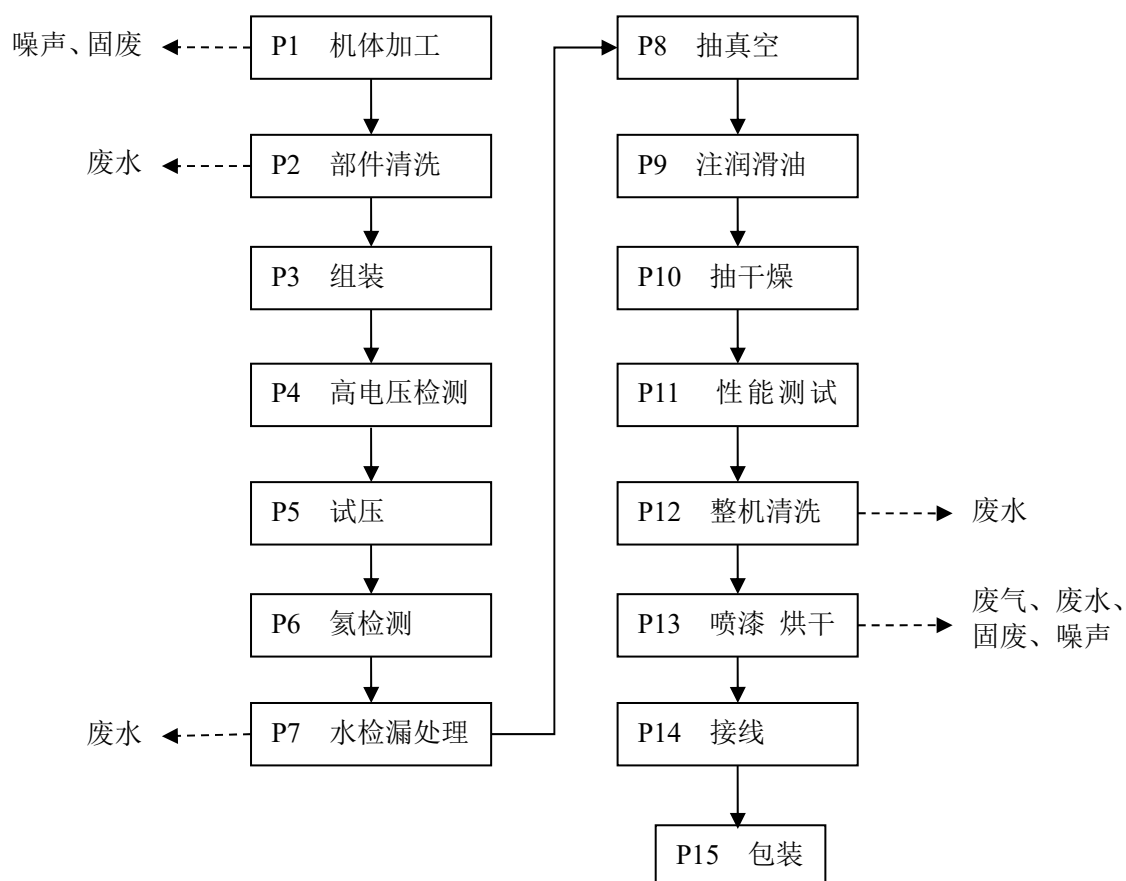 噪声、固废
P1 机体加工
废水
P2 部件清洗
P3 组装
P4 高电压检测
P5 试压
P6 氦检测
废水
P7 水检漏处理
P8 抽真空
P9 注润滑油
P10 抽干燥
P11 性能测试
P12 整机清洗
废水
P13 喷漆 烘干
废气、废水、
固废、噪声
P14 接线
P15 包装